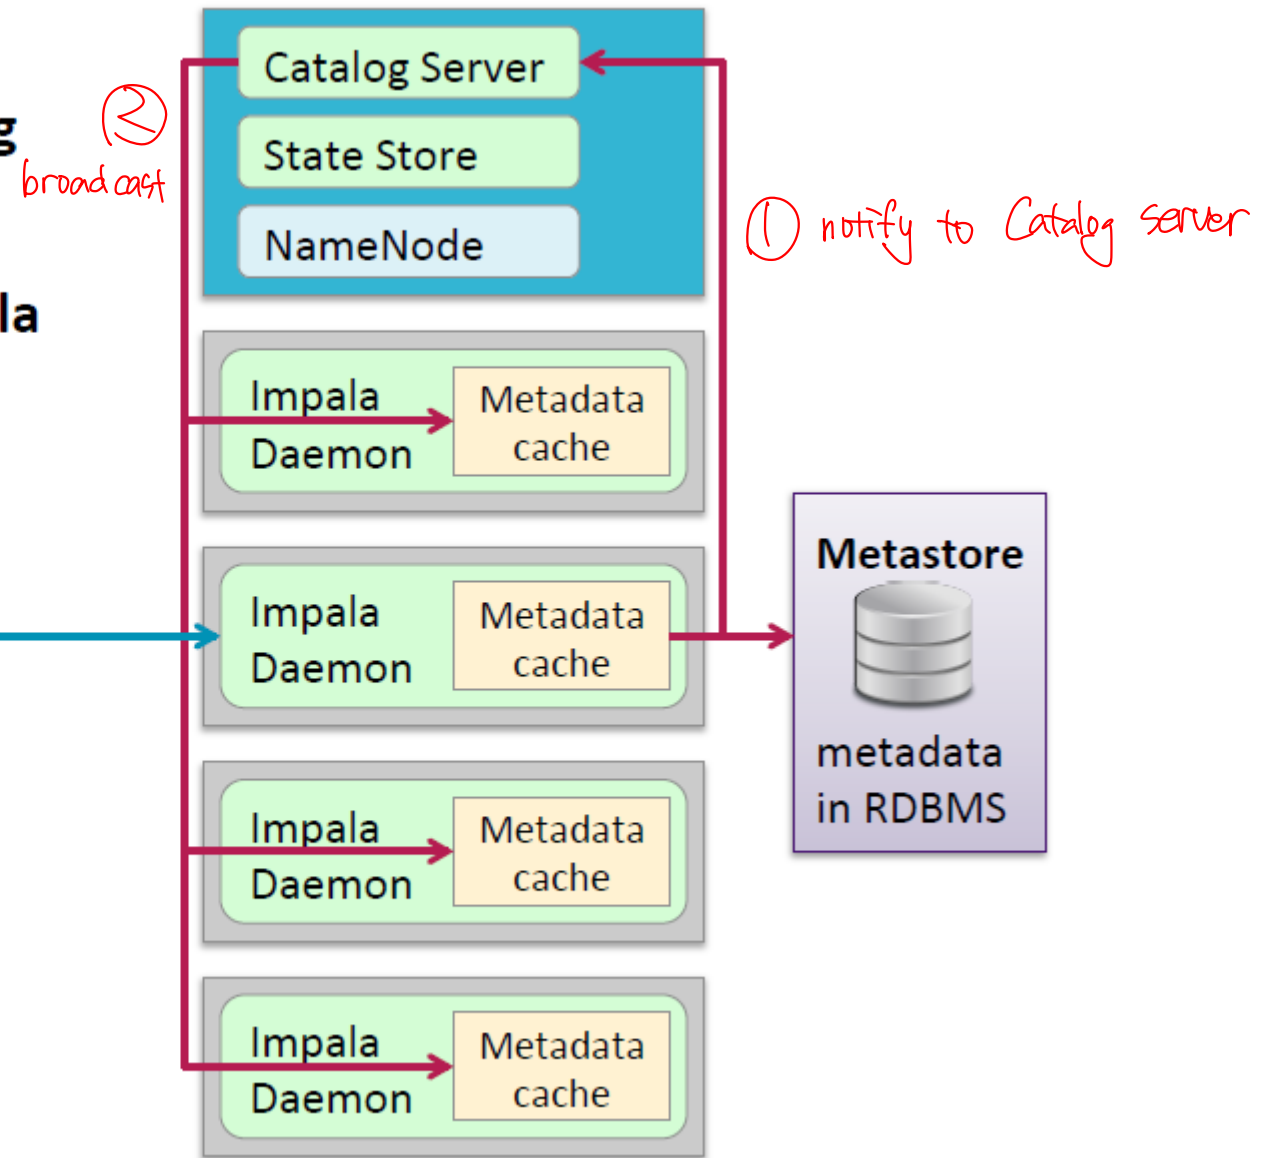 Catalog Server
State Store
NameNode
g
②
broadcast
① notify to Catalog server
la
Impala
Daemon
Metadata
cache
Impala
Daemon
Metadata
cache
Metastore
metadata
in RDBMS
Impala
Daemon
Metadata
cache
Impala
Daemon
Metadata
cache